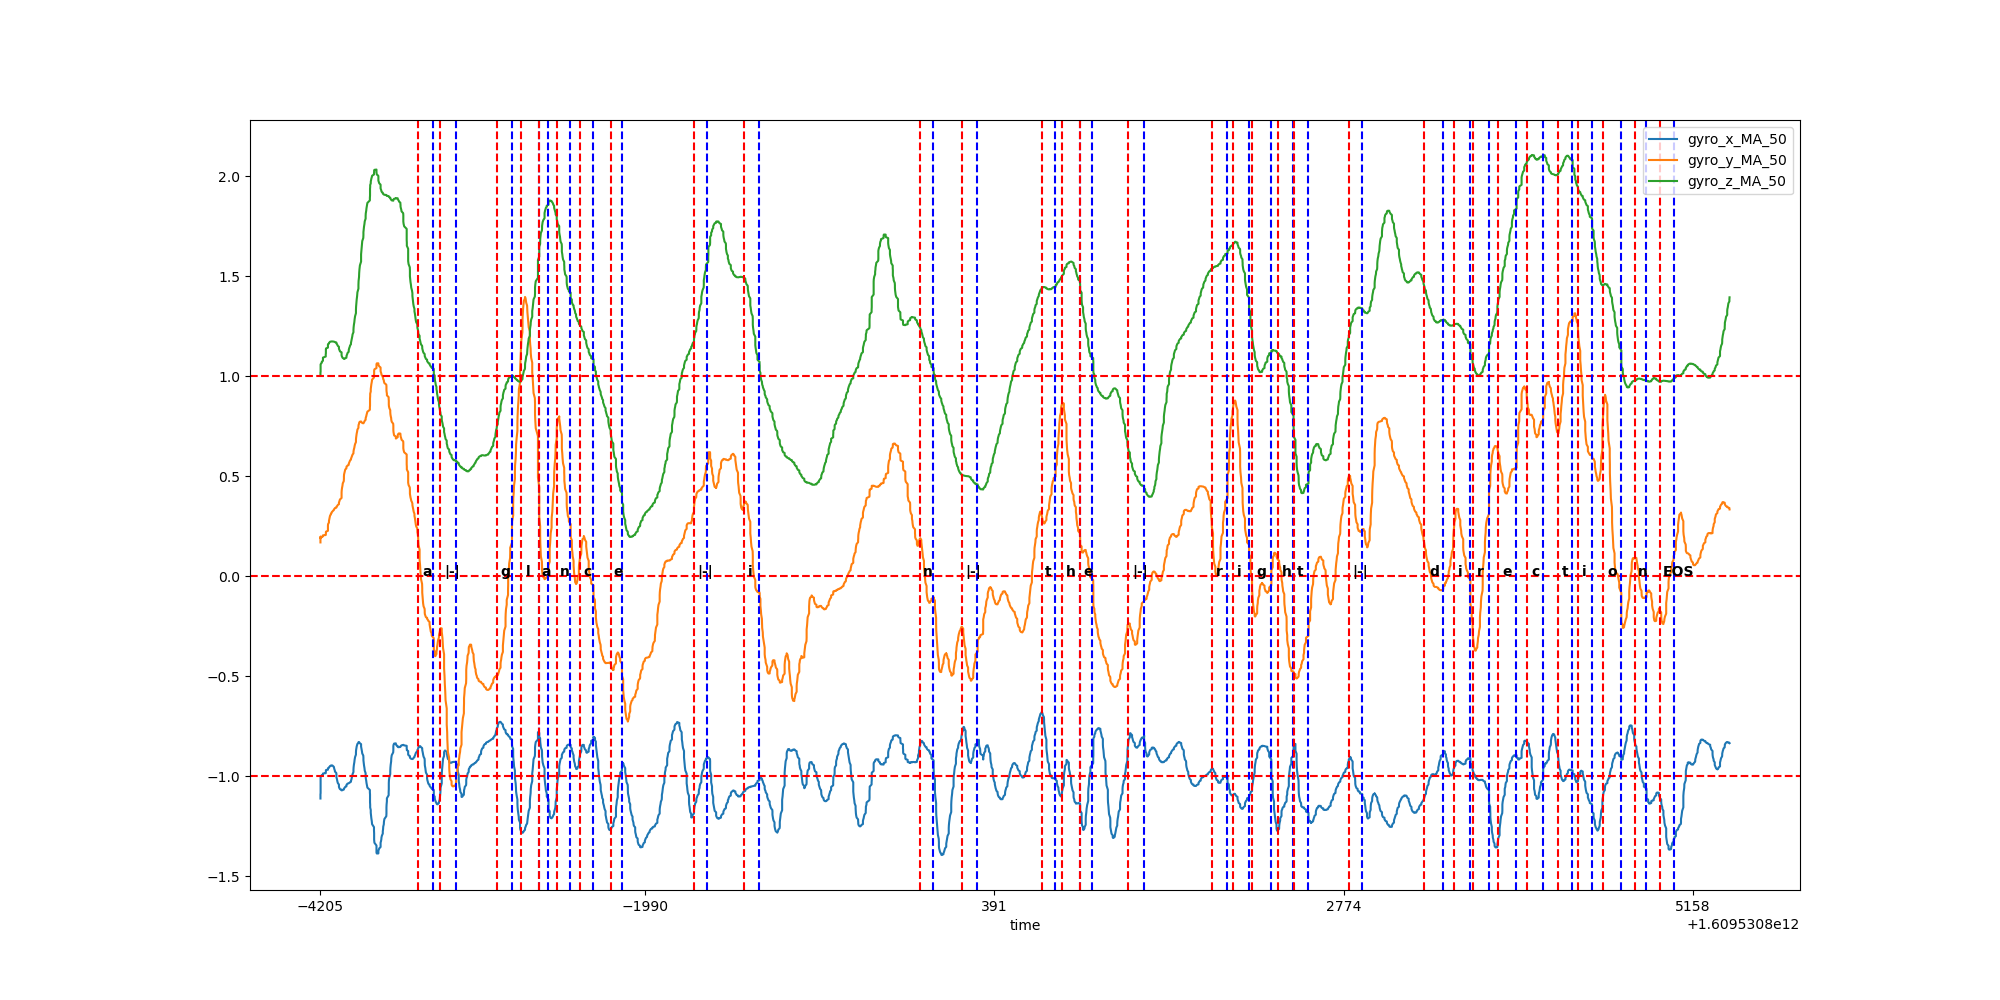 gyro_x_MA_50
gyro_y_MA_50
gyro_z_MA_50
2.0
1.5
1.0
0.5
0.0
−0.5
−1.0
−1.5
a |-| g l a n c e |-| i n |-| t h e |-| r i g h t |-| d i r e c t i o n EOS
−4205 −1990 391 2774 5158
time
+1.6095308e12